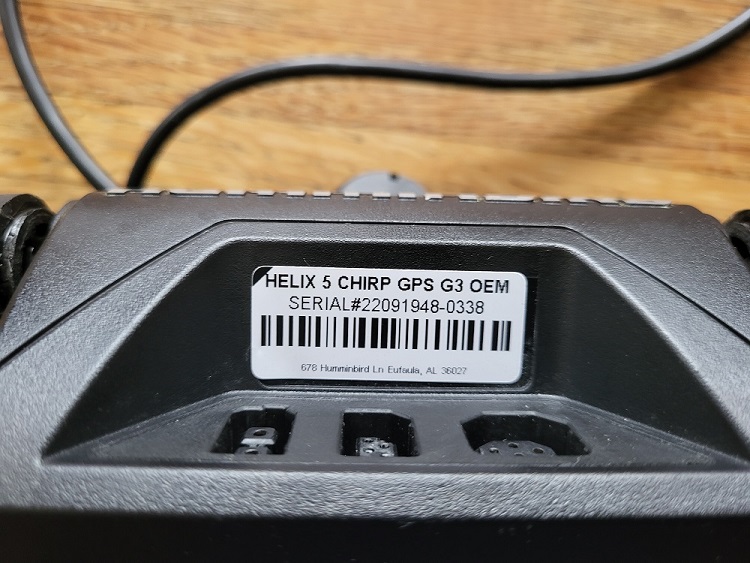 HELIX 5 CHIRP GPS G3 OEM
SERIAL#22091948-0338
678 Humminbird Ln Eufaula, AL 36027